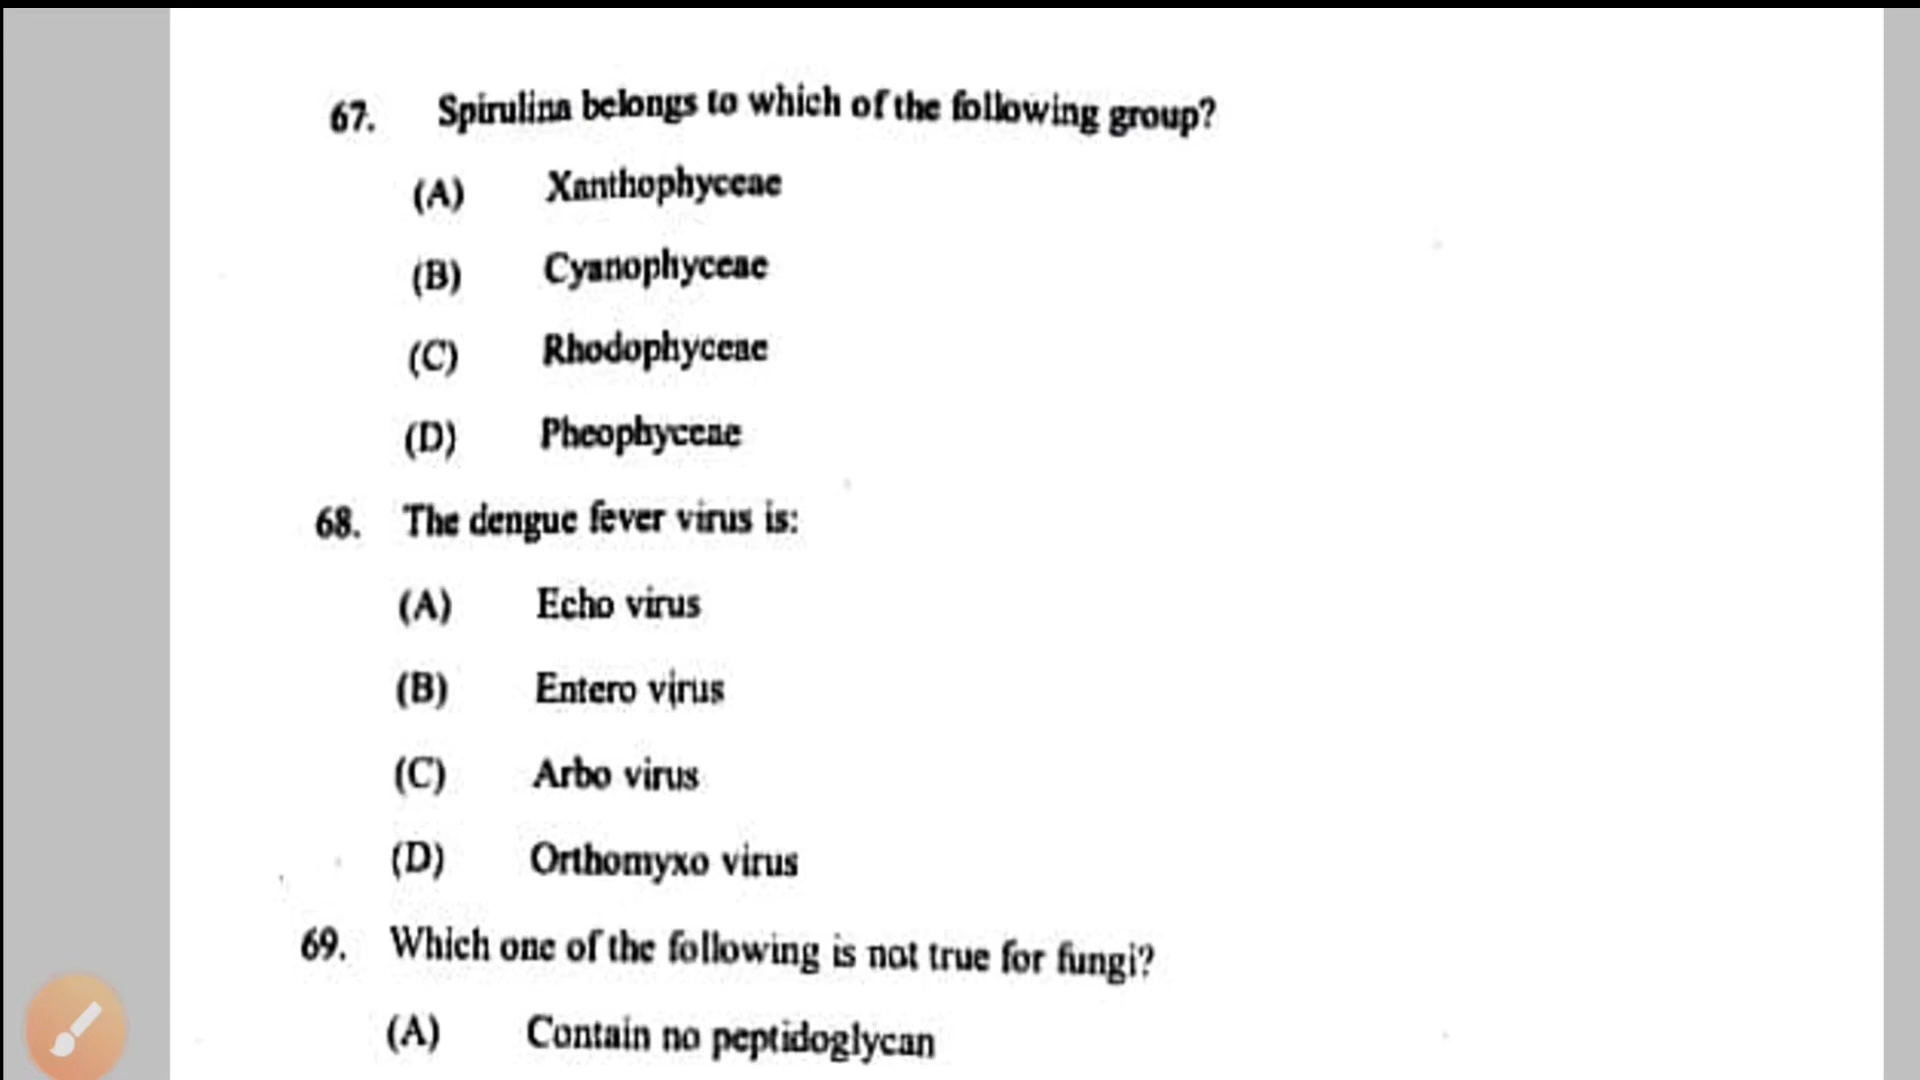 67. Spirulina belongs to which of the following group?
(A) Xanthophyceae
(B) Cyanophyceae
(C) Rhodophyceae
(D) Pheophyceae
68. The dengue fever virus is:
(A) Echo virus
(B) Entero virus
(C) Arbo virus
(D) Orthomyxo virus
69. Which one of the following is not true for fungi?
(A) Contain no peptidoglycan